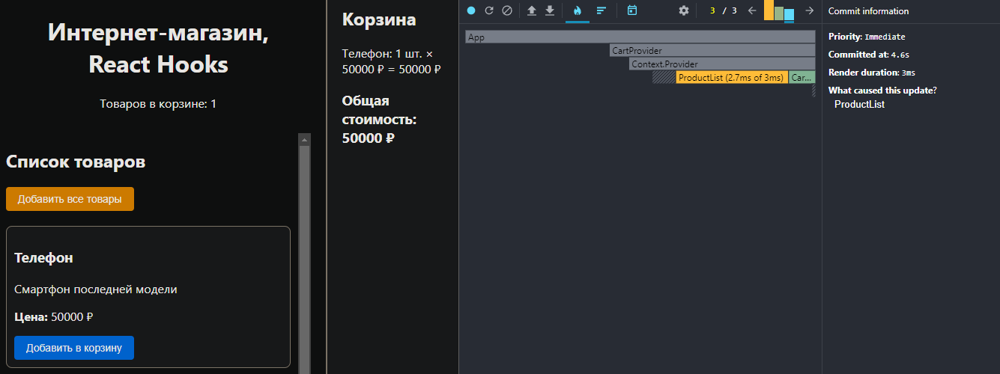 Интернет-магазин,
React Hooks
Товаров в корзине: 1
Список товаров
Добавить все товары
Телефон
Смартфон последней модели
Цена: 50000 ₽
Добавить в корзину
Корзина
Телефон: 1 шт. ×
50000 ₽ = 50000 ₽
Общая
стоимость:
50000 ₽
3 / 3
App
CartProvider
Context.Provider
ProductList (2.7ms of 3ms)
Car...
Commit information
Priority: Immediate
Committed at: 4.6s
Render duration: 3ms
What caused this update?
ProductList